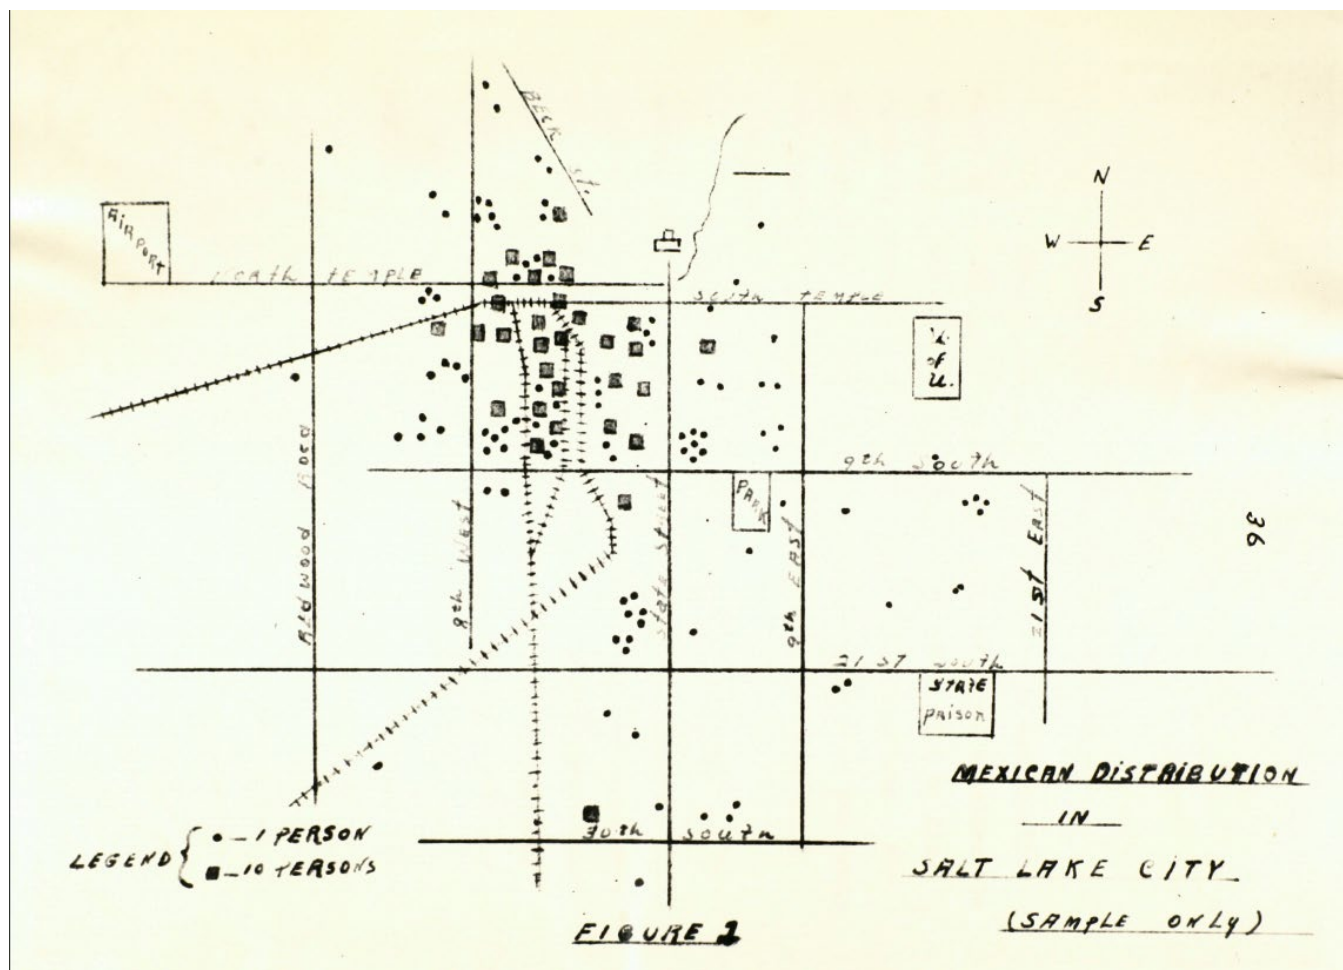 BECK St.
AIRPORT
N
W E
S
NORTH TEMPLE
SOUTH TEMPLE
U.
of
U.
9th South
PARK
36
REDWOOD ROAD
8th West
State Street
9th EAST
21st EAST
21ST South
STATE
PRISON
MEXICAN DISTRIBUTION
IN
SALT LAKE CITY
(SAMPLE ONLY)
30th South
LEGEND
- 1 PERSON
- 10 PERSONS
FIGURE 2